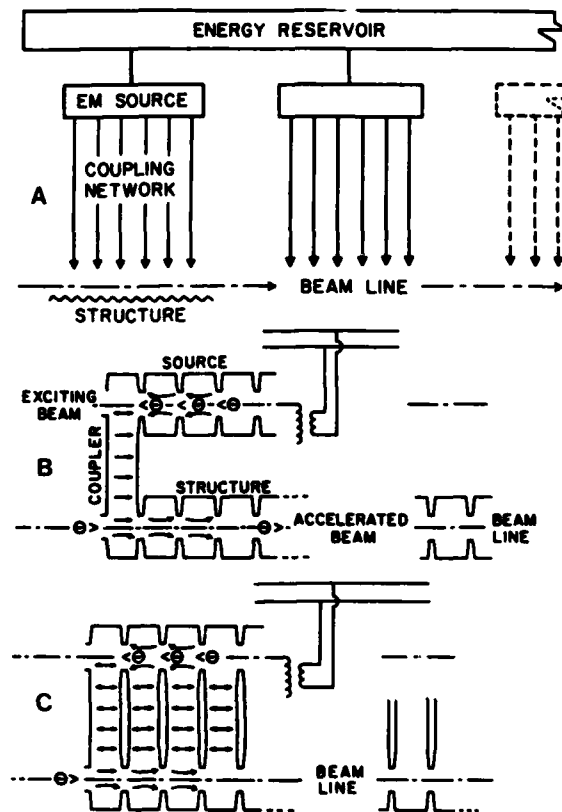 ENERGY RESERVOIR
EM SOURCE
COUPLING
NETWORK
A
BEAM LINE
STRUCTURE
SOURCE
EXCITING
BEAM
<⊖ <⊖ <⊖
B
COUPLER
STRUCTURE
⊖> ⊖>
ACCELERATED
BEAM
BEAM
LINE
<⊖ <⊖ <⊖
C
⊖>
BEAM
LINE